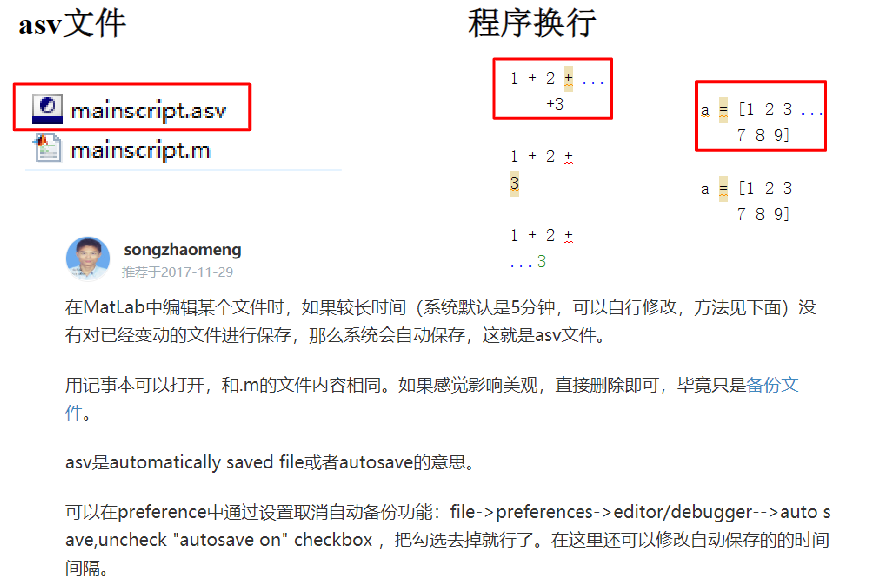 asv文件
mainscript.asv
mainscript.m
程序换行
1 + 2 + ...
+3
1 + 2 +
3
1 + 2 +
...3
a = [1 2 3 ...
7 8 9]
a = [1 2 3
7 8 9]
songzhaomeng
推荐于2017-11-29
在MatLab中编辑某个文件时，如果较长时间（系统默认是5分钟，可以自行修改，方法见下面）没
有对已经变动的文件进行保存，那么系统会自动保存，这就是asv文件。
用记事本可以打开，和.m的文件内容相同。如果感觉影响美观，直接删除即可，毕竟只是备份文
件。
asv是automatically saved file或者autosave的意思。
可以在preference中通过设置取消自动备份功能：file->preferences->editor/debugger-->auto s
ave,uncheck "autosave on" checkbox ，把勾选去掉就行了。在这里还可以修改自动保存的的时间
间隔。